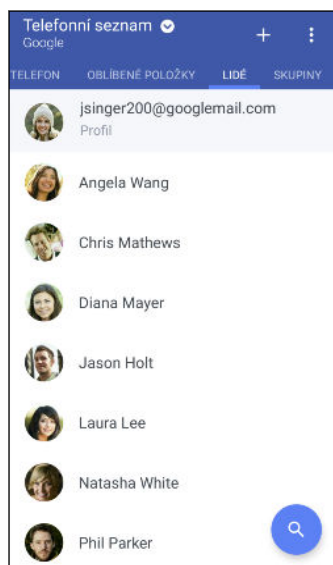 Telefonní seznam
Google
TELEFON OBLÍBENÉ POLOŽKY LIDÉ SKUPINY
jsinger200@googlemail.com
Profil
Angela Wang
Chris Mathews
Diana Mayer
Jason Holt
Laura Lee
Natasha White
Phil Parker